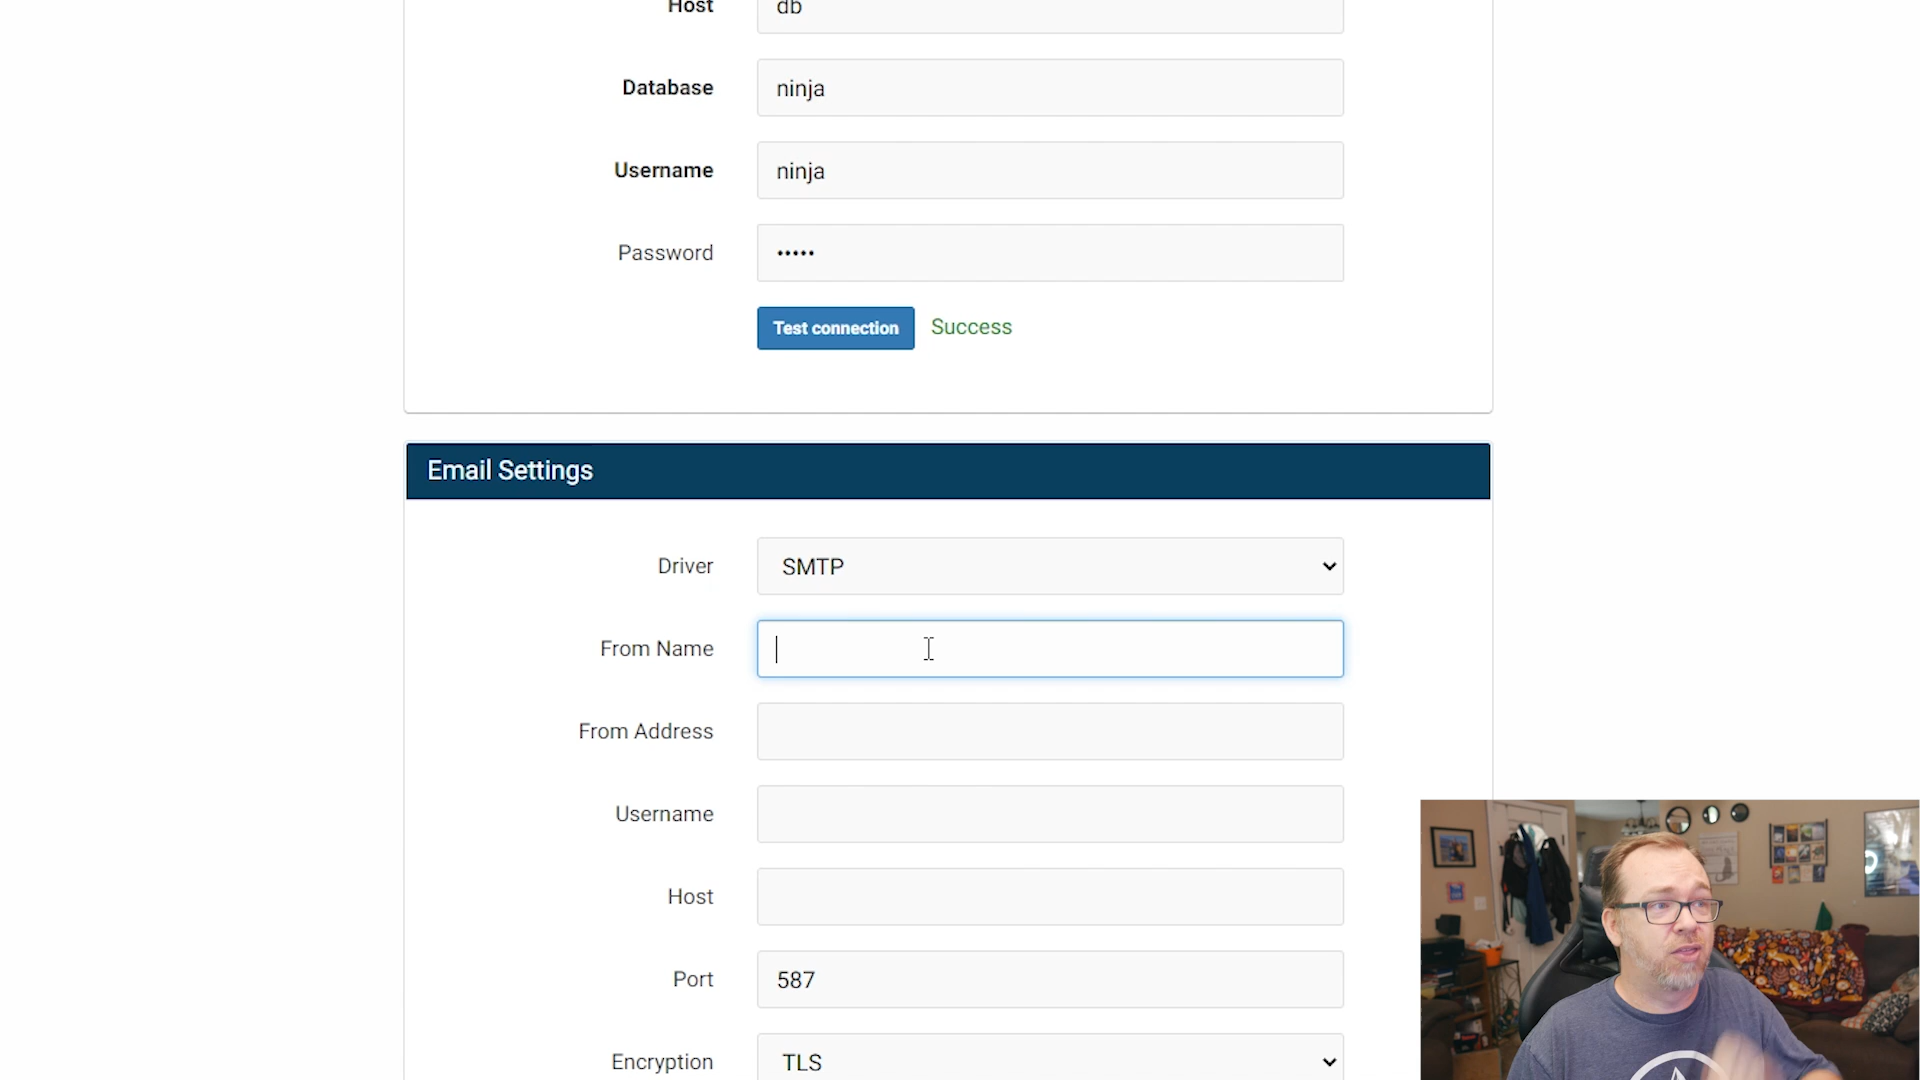 Host
db
Database
ninja
Username
ninja
Password
•••••
Test connection
Success
Email Settings
Driver
SMTP
From Name
From Address
Username
Host
Port
587
Encryption
TLS